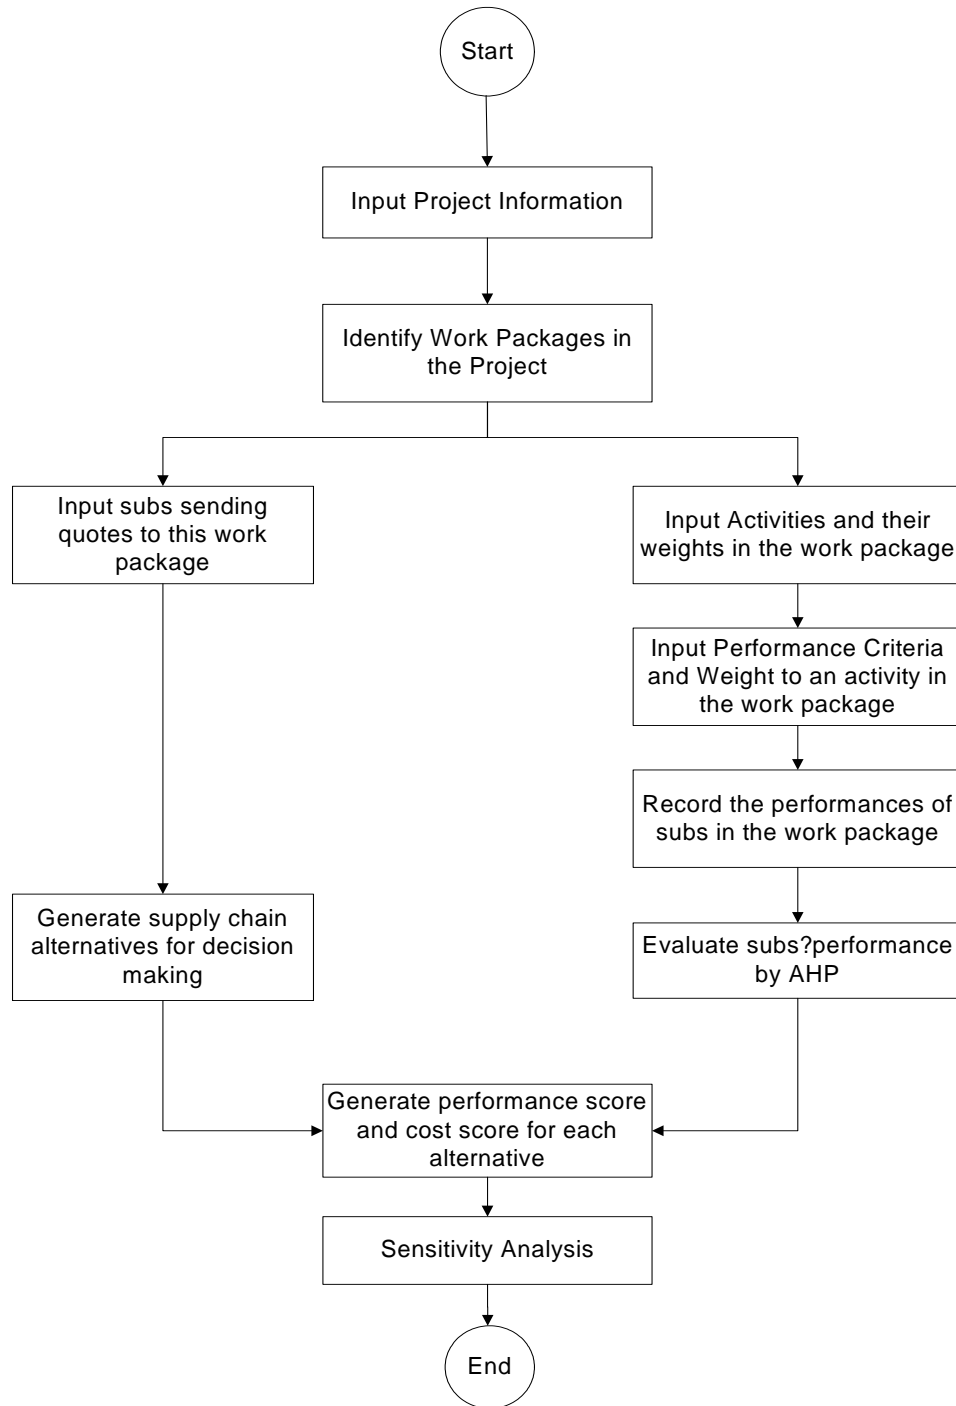 Start
Input Project Information
Identify Work Packages in
the Project
Input subs sending
quotes to this work
package
Generate supply chain
alternatives for decision
making
Input Activities and their
weights in the work package
Input Performance Criteria
and Weight to an activity in
the work package
Record the performances of
subs in the work package
Evaluate subs?performance
by AHP
Generate performance score
and cost score for each
alternative
Sensitivity Analysis
End